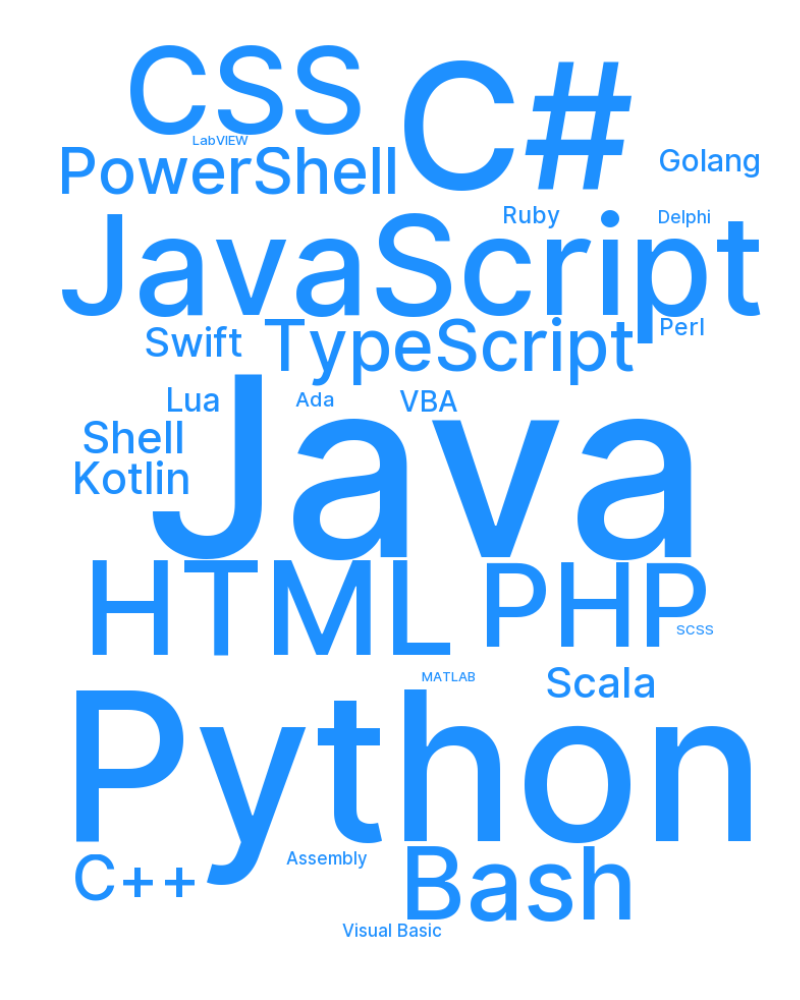 CSS
C#
LabVIEW
PowerShell
Golang
Ruby
Delphi
JavaScript
Swift
TypeScript
Perl
Lua
Ada
VBA
Shell
Java
Kotlin
HTML
PHP
scss
MATLAB
Scala
Python
C++
Assembly
Bash
Visual Basic